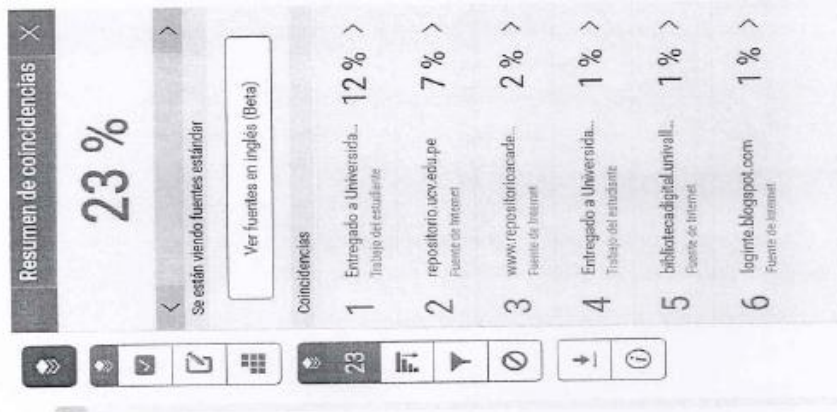 Resumen de coincidencias
23 %
Se están viendo fuentes estándar
Ver fuentes en inglés (Beta)
Coincidencias
1 Entregado a Universida... 12 %
Trabajo del estudiante
2 repositorio.ucv.edu.pe 7 %
Fuente de Internet
3 www.repositorioacade... 2 %
Fuente de Internet
4 Entregado a Universida... 1 %
Trabajo del estudiante
5 bibliotecadigital.univall... 1 %
Fuente de Internet
6 loginte.blogspot.com 1 %
Fuente de Internet
23